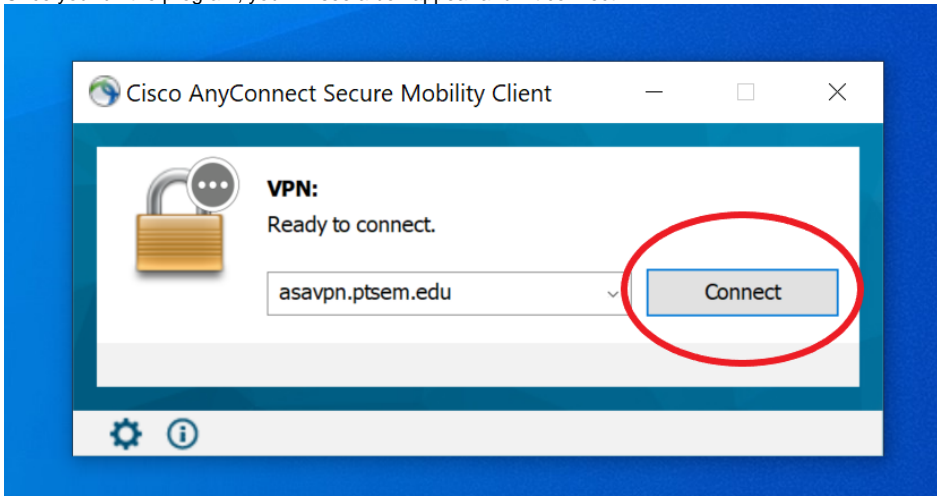 Cisco AnyConnect Secure Mobility Client
VPN:
Ready to connect.
asavpn.ptsem.edu
Connect